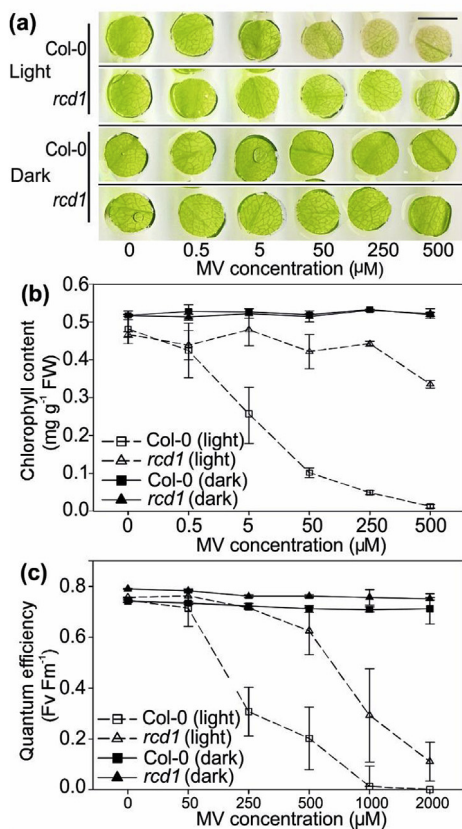 (a)
Col-0
Light
rcd1
Col-0
Dark
rcd1
0 0.5 5 50 250 500
MV concentration (µM)
(b)
Chlorophyll content
(mg g-1 FW)
0.6
0.5
0.4
0.3
0.2
0.1
0.0
Col-0 (light)
rcd1 (light)
Col-0 (dark)
rcd1 (dark)
0 0.5 5 50 250 500
MV concentration (µM)
(c)
Quantum efficiency
(Fv Fm-1)
0.8
0.6
0.4
0.2
0.0
Col-0 (light)
rcd1 (light)
Col-0 (dark)
rcd1 (dark)
0 50 250 500 1000 2000
MV concentration (µM)